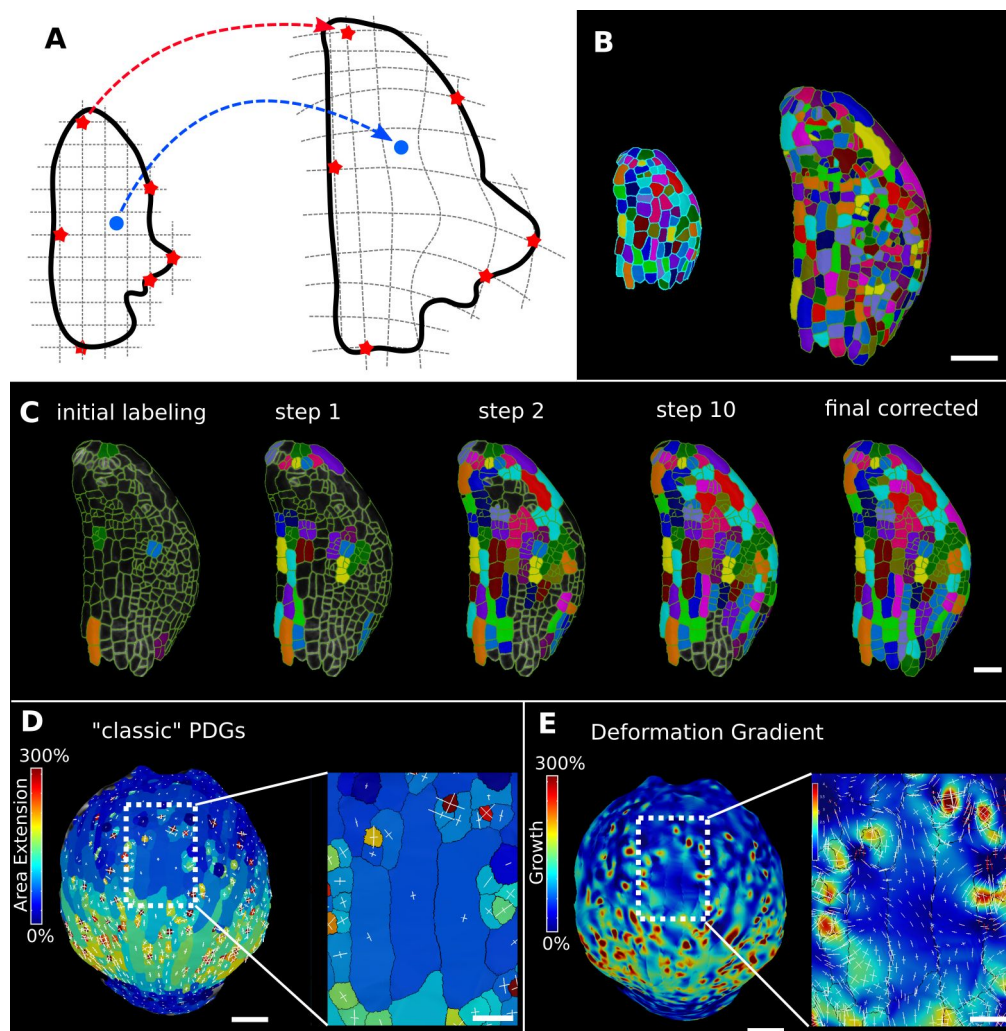 A
B
C
initial labeling
step 1
step 2
step 10
final corrected
D
"classic" PDGs
300%
Area Extension
0%
E
Deformation Gradient
300%
Growth
0%